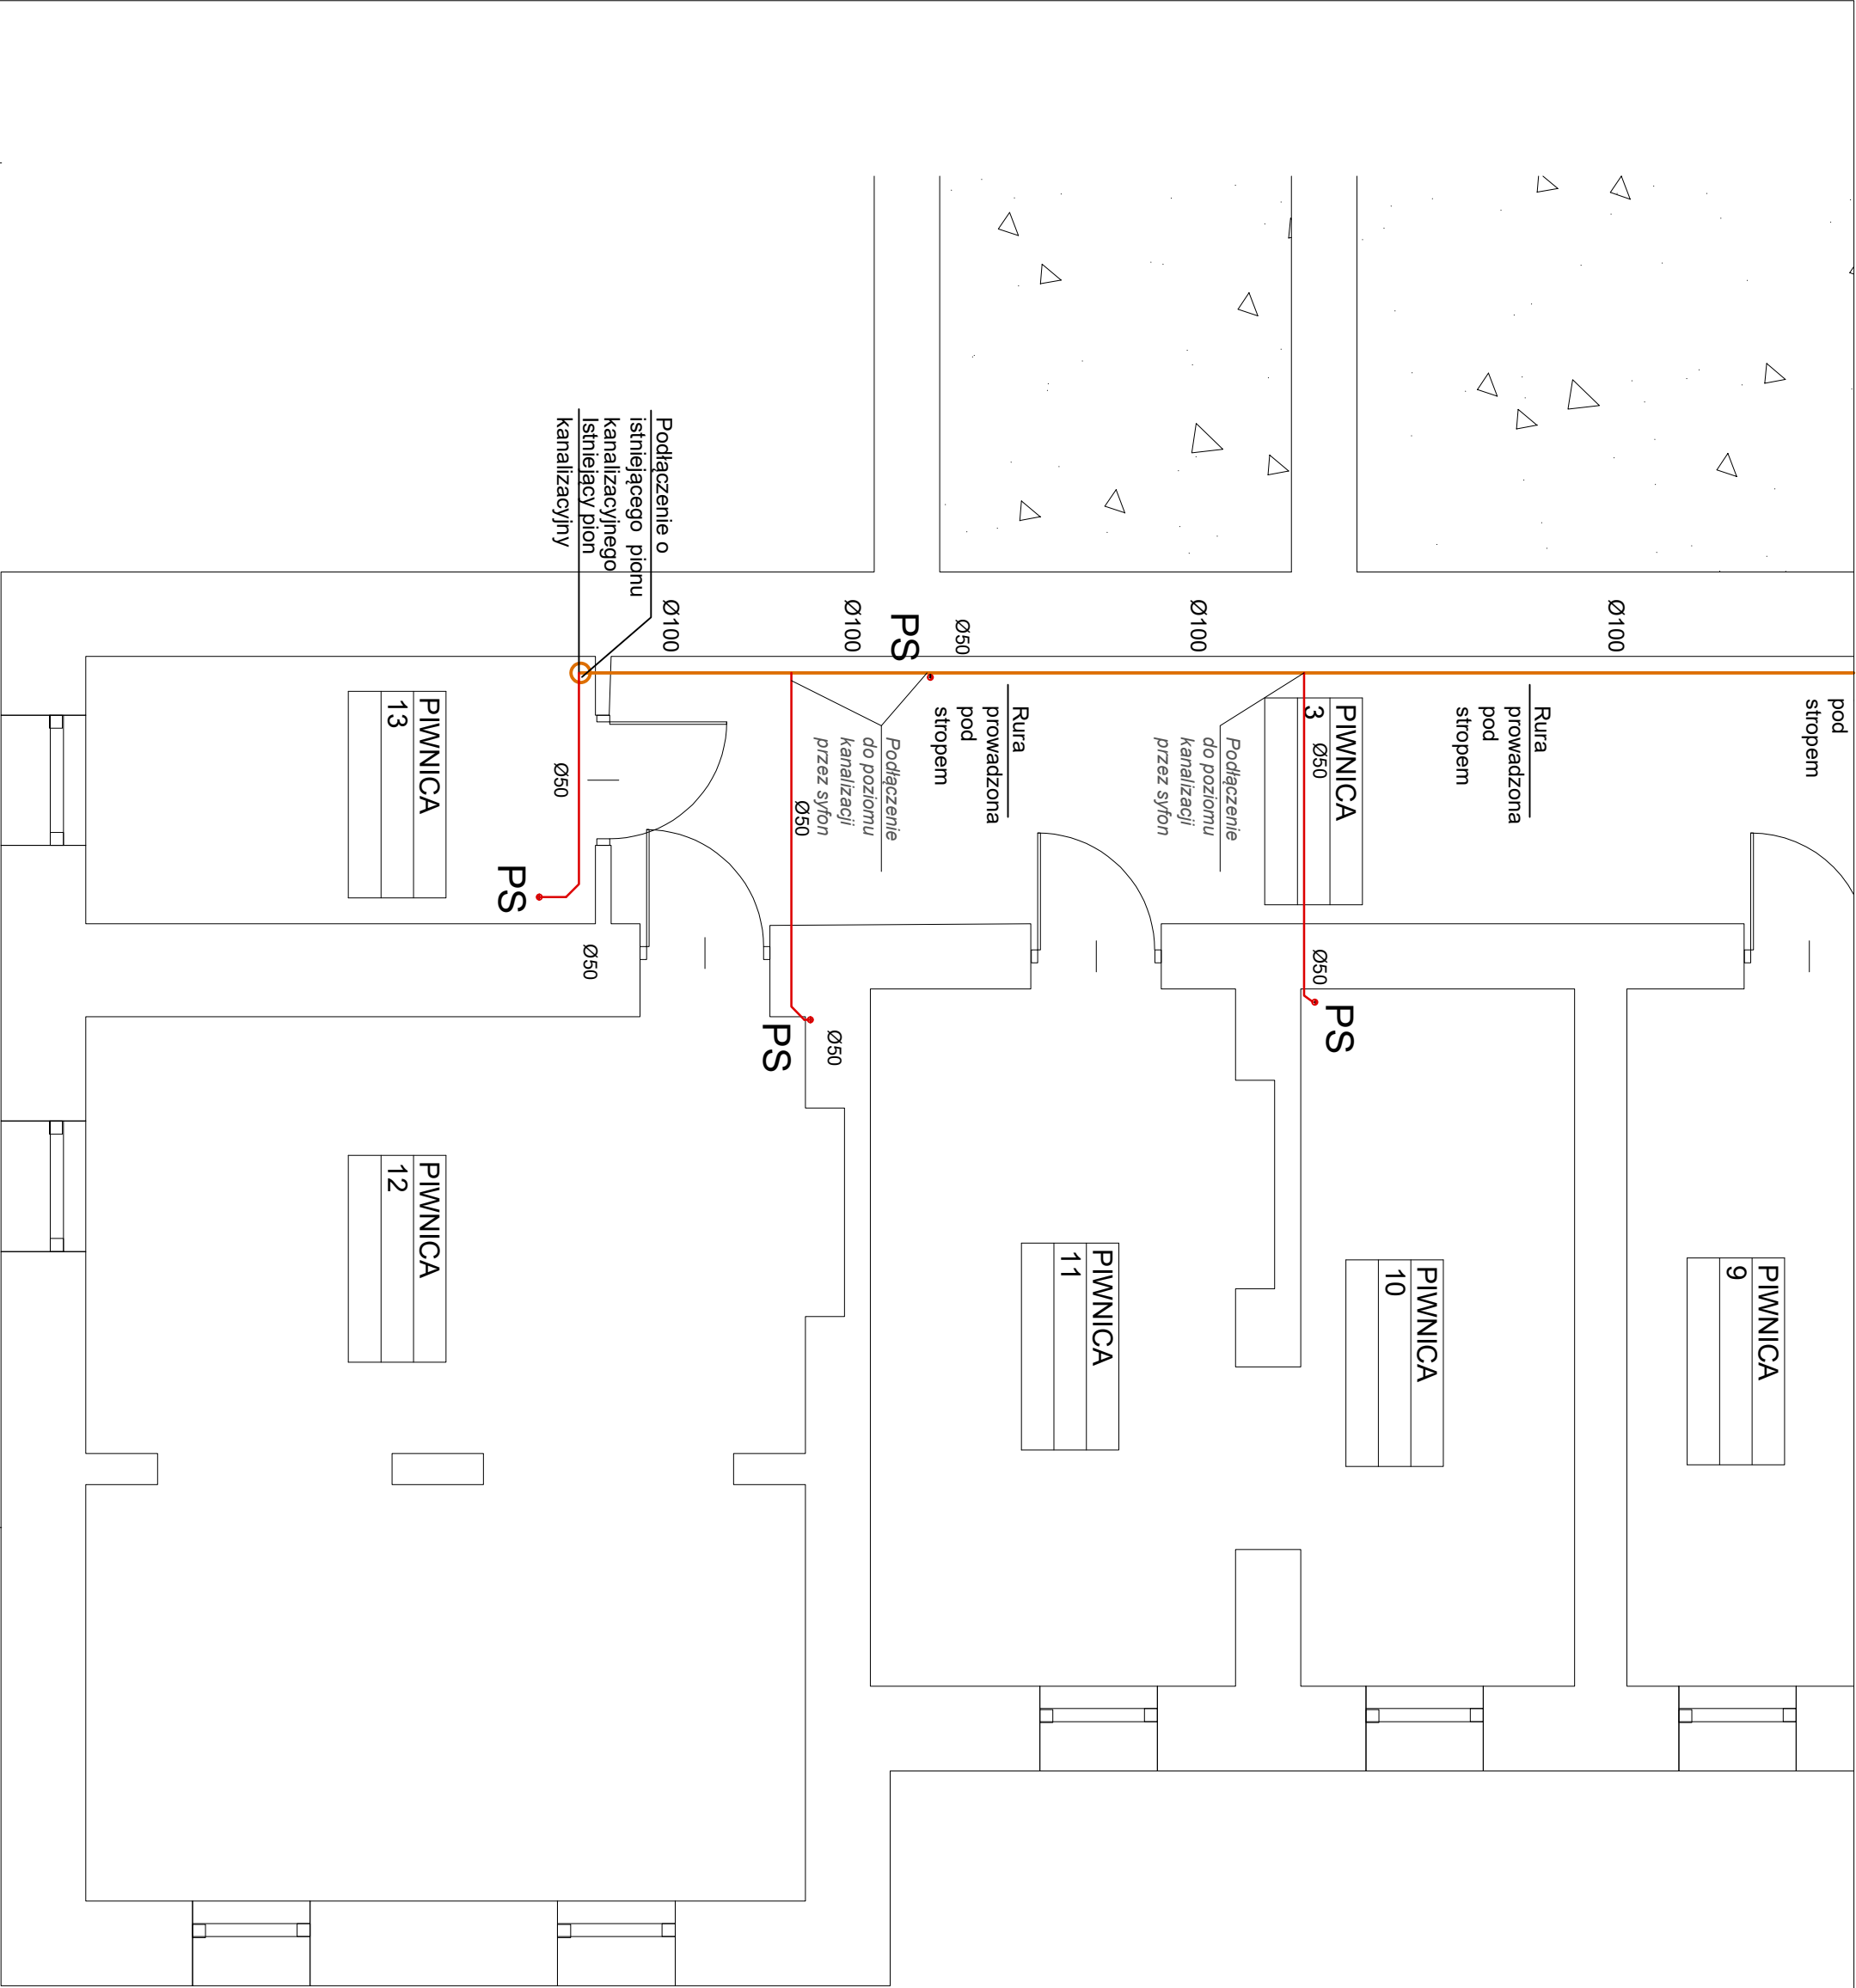 Podłączenie o
istniejącego pionu
kanalizacyjnego
Istniejący pion
kanalizacyjny
Ø100
Ø100
Ø100
Ø100
PS
Ø50
pod
stropem
Rura
prowadzona
pod
stropem
Rura
prowadzona
pod
stropem
PIWNICA
3
Ø50
Podłączenie
do poziomu
kanalizacji
przez syfon
Podłączenie
do poziomu
kanalizacji
przez syfon
Ø50
Ø50
PIWNICA
13
PS
Ø50
Ø50
PS
Ø50
PS
PIWNICA
12
PIWNICA
11
PIWNICA
10
PIWNICA
9